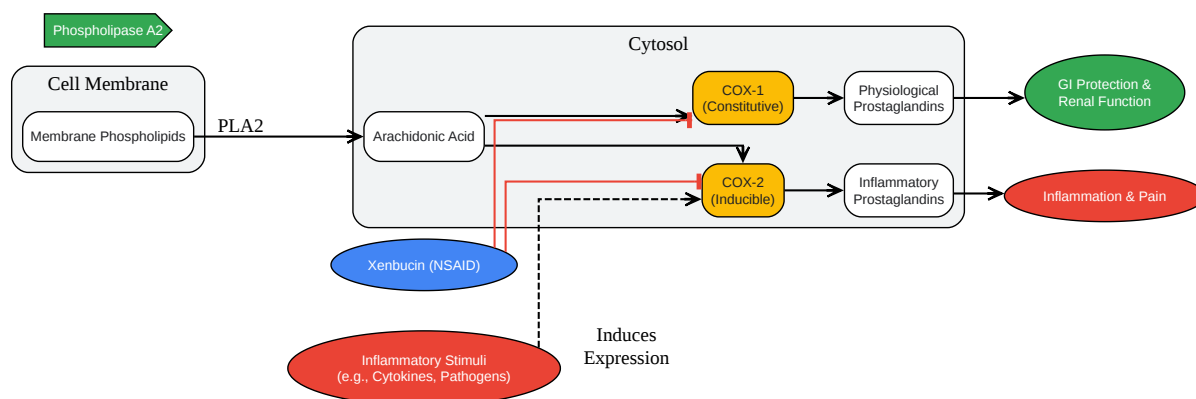 Phospholipase A2
Cell Membrane
Membrane Phospholipids
PLA2
Cytosol
Arachidonic Acid
COX-1
(Constitutive)
Physiological
Prostaglandins
GI Protection &
Renal Function
COX-2
(Inducible)
Inflammatory
Prostaglandins
Inflammation & Pain
Xenbucin (NSAID)
Inflammatory Stimuli
(e.g., Cytokines, Pathogens)
Induces
Expression